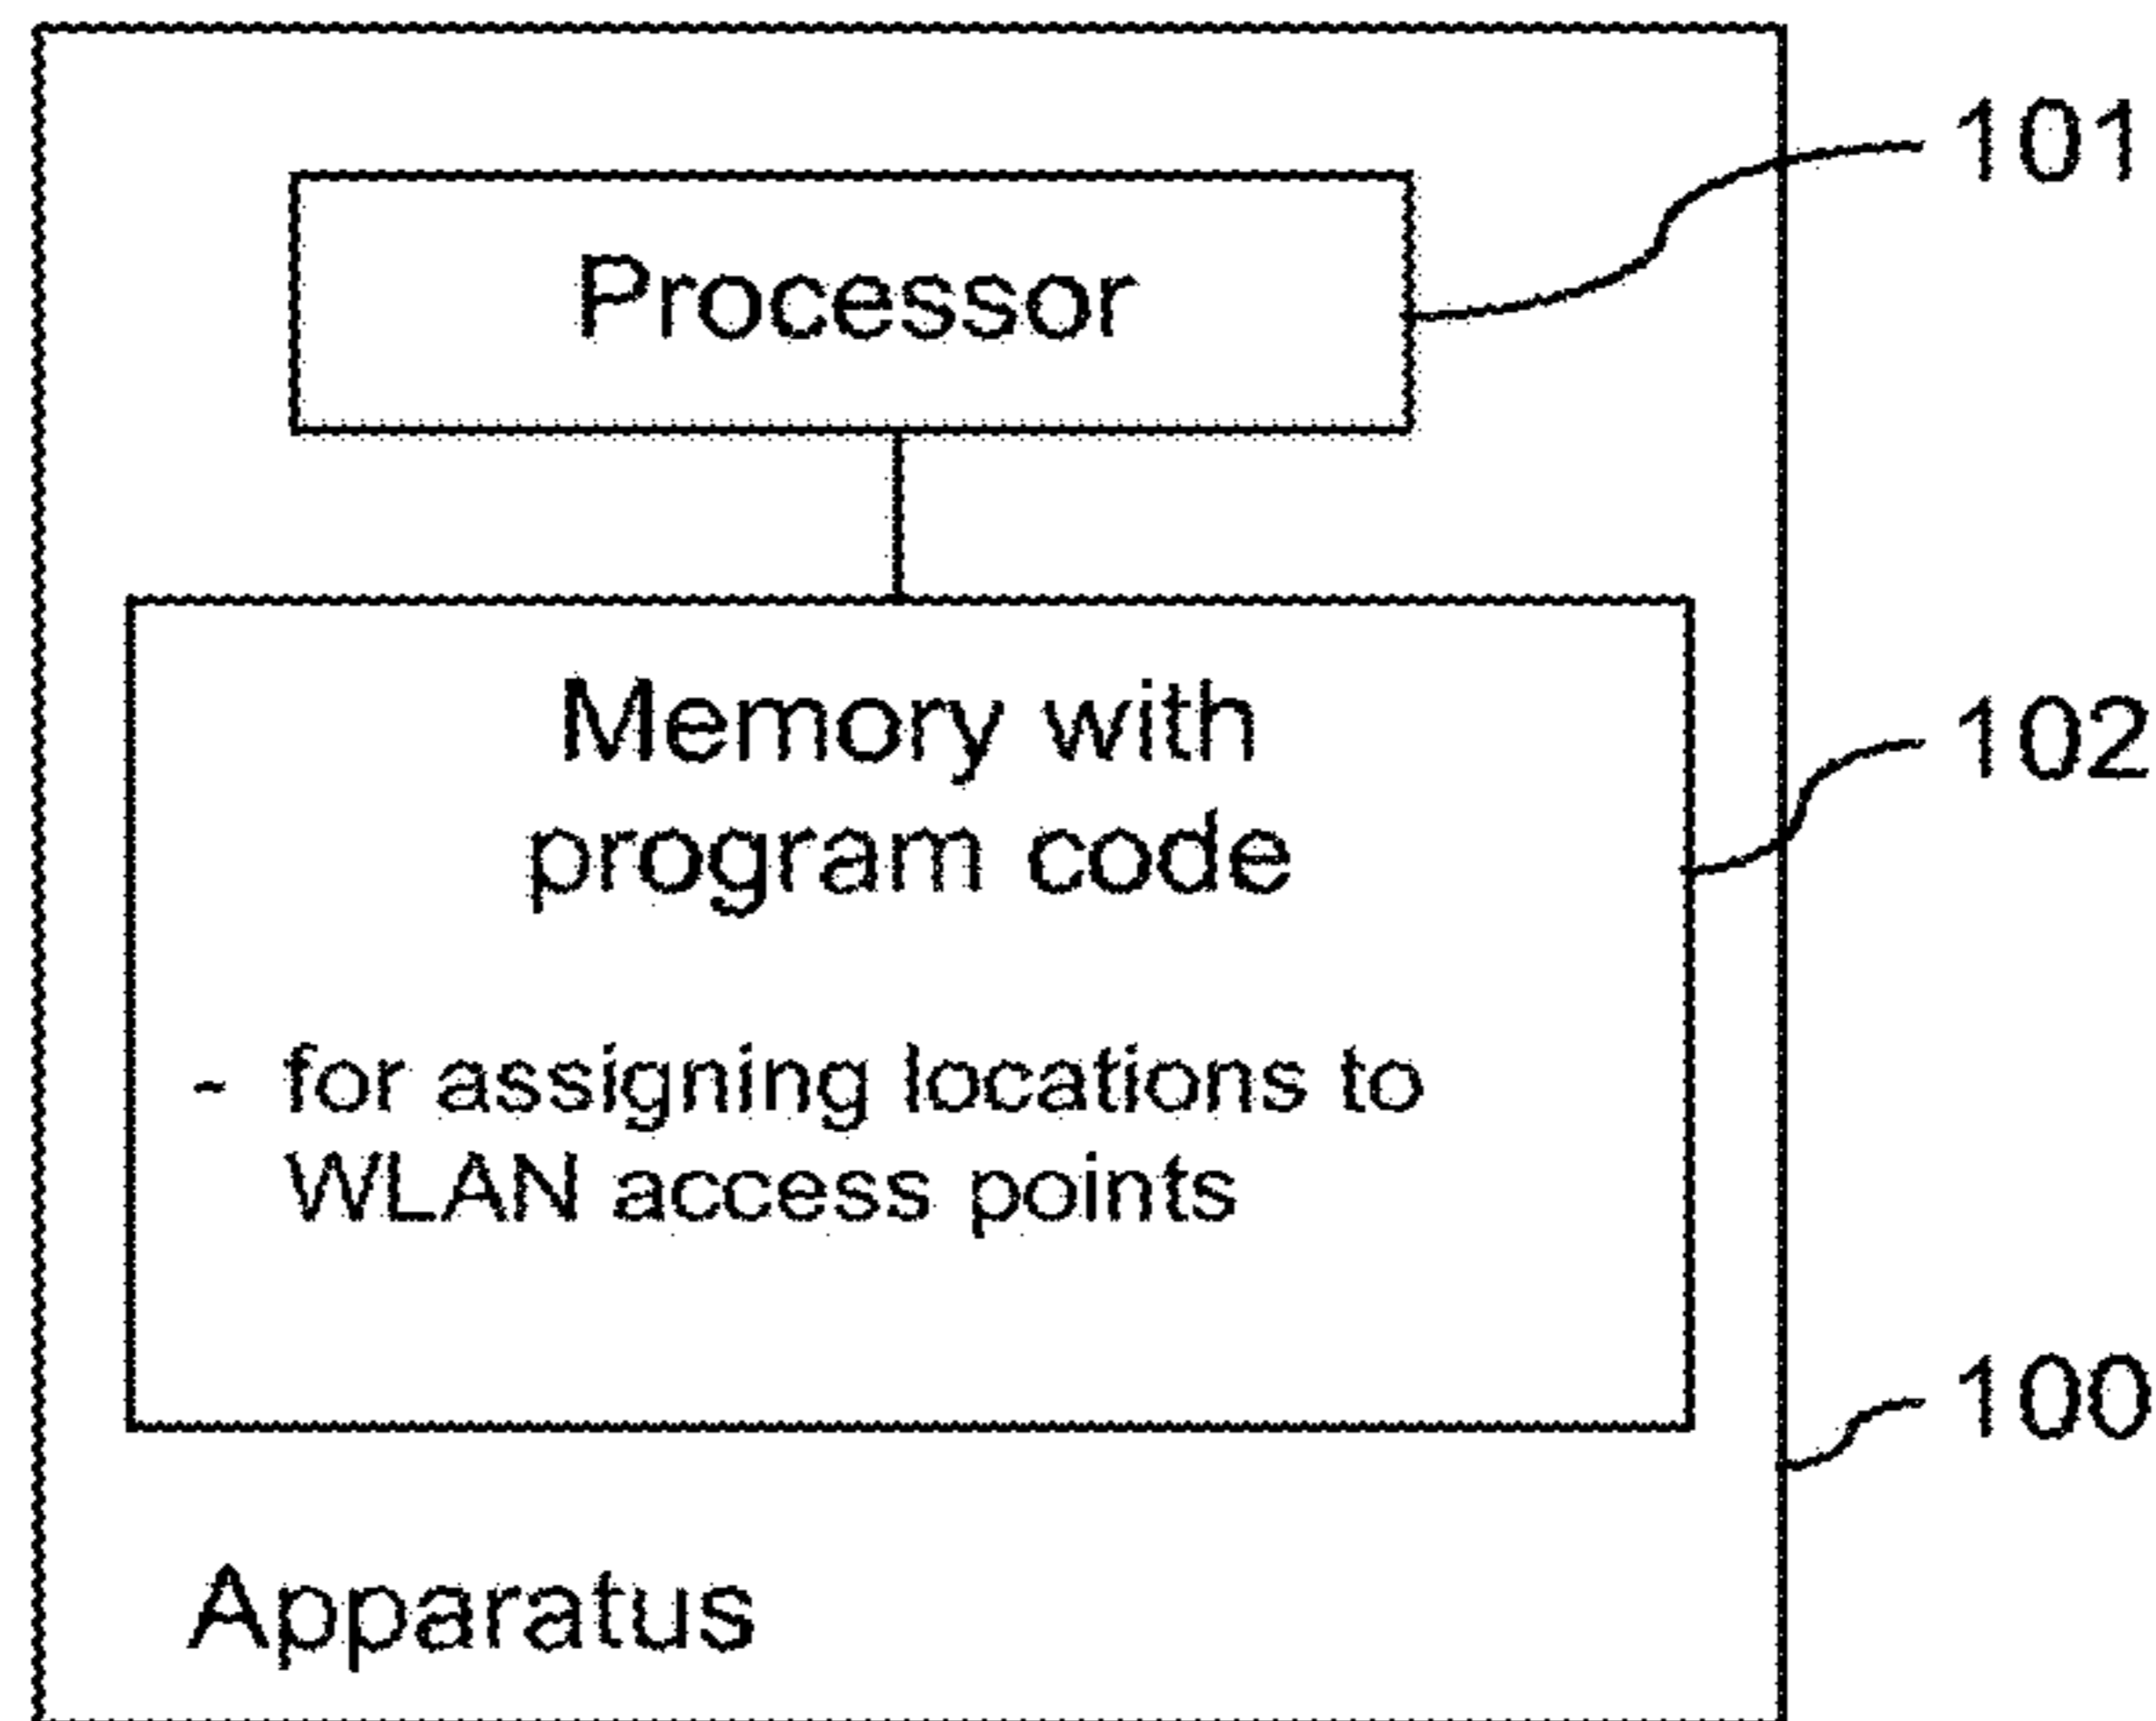 101
Processor
Memory with
102
program code
- for assigning locations to
WLAN access points
100
Apparatus